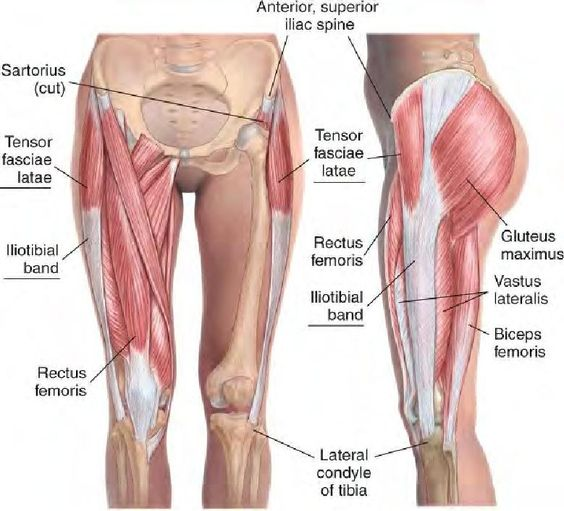 Anterior, superior
iliac spine
Sartorius
(cut)
Tensor
fasciae
latae
Iliotibial
band
Rectus
femoris
Tensor
fasciae
latae
Rectus
femoris
Iliotibial
band
Lateral
condyle
of tibia
Gluteus
maximus
Vastus
lateralis
Biceps
femoris